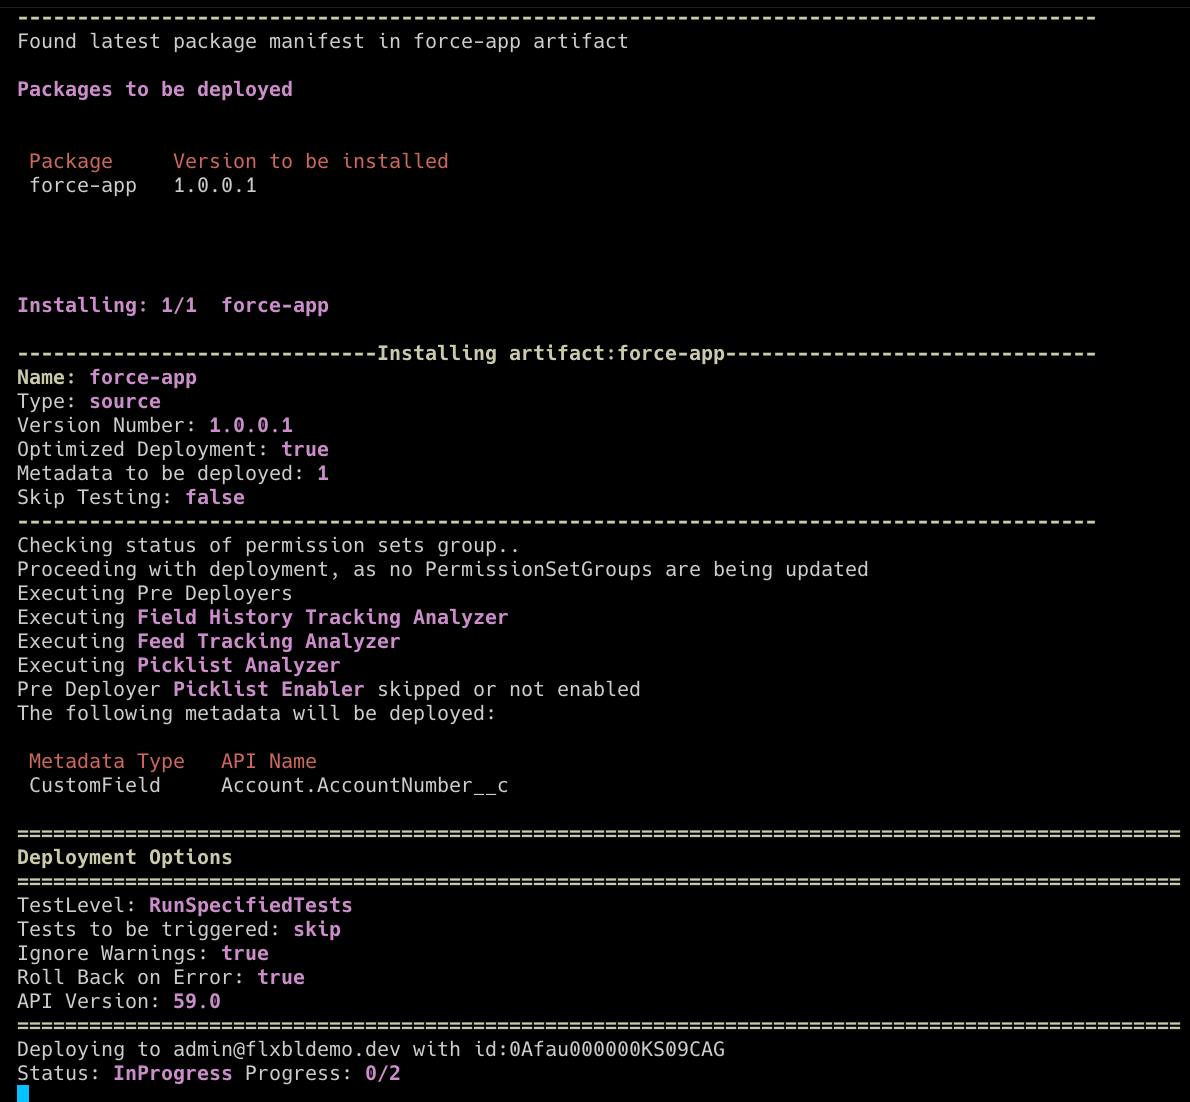 ------------------------------------------------------------------------------------------
Found latest package manifest in force-app artifact
Packages to be deployed
Package Version to be installed
force-app 1.0.0.1
Installing: 1/1 force-app
------------------------------Installing artifact:force-app-------------------------------
Name: force-app
Type: source
Version Number: 1.0.0.1
Optimized Deployment: true
Metadata to be deployed: 1
Skip Testing: false
------------------------------------------------------------------------------------------
Checking status of permission sets group..
Proceeding with deployment, as no PermissionSetGroups are being updated
Executing Pre Deployers
Executing Field History Tracking Analyzer
Executing Feed Tracking Analyzer
Executing Picklist Analyzer
Pre Deployer Picklist Enabler skipped or not enabled
The following metadata will be deployed:
Metadata Type API Name
CustomField Account.AccountNumber__c
=================================================================================================
Deployment Options
=================================================================================================
TestLevel: RunSpecifiedTests
Tests to be triggered: skip
Ignore Warnings: true
Roll Back on Error: true
API Version: 59.0
=================================================================================================
Deploying to admin@flxbldemo.dev with id:0Afau000000KS09CAG
Status: InProgress Progress: 0/2